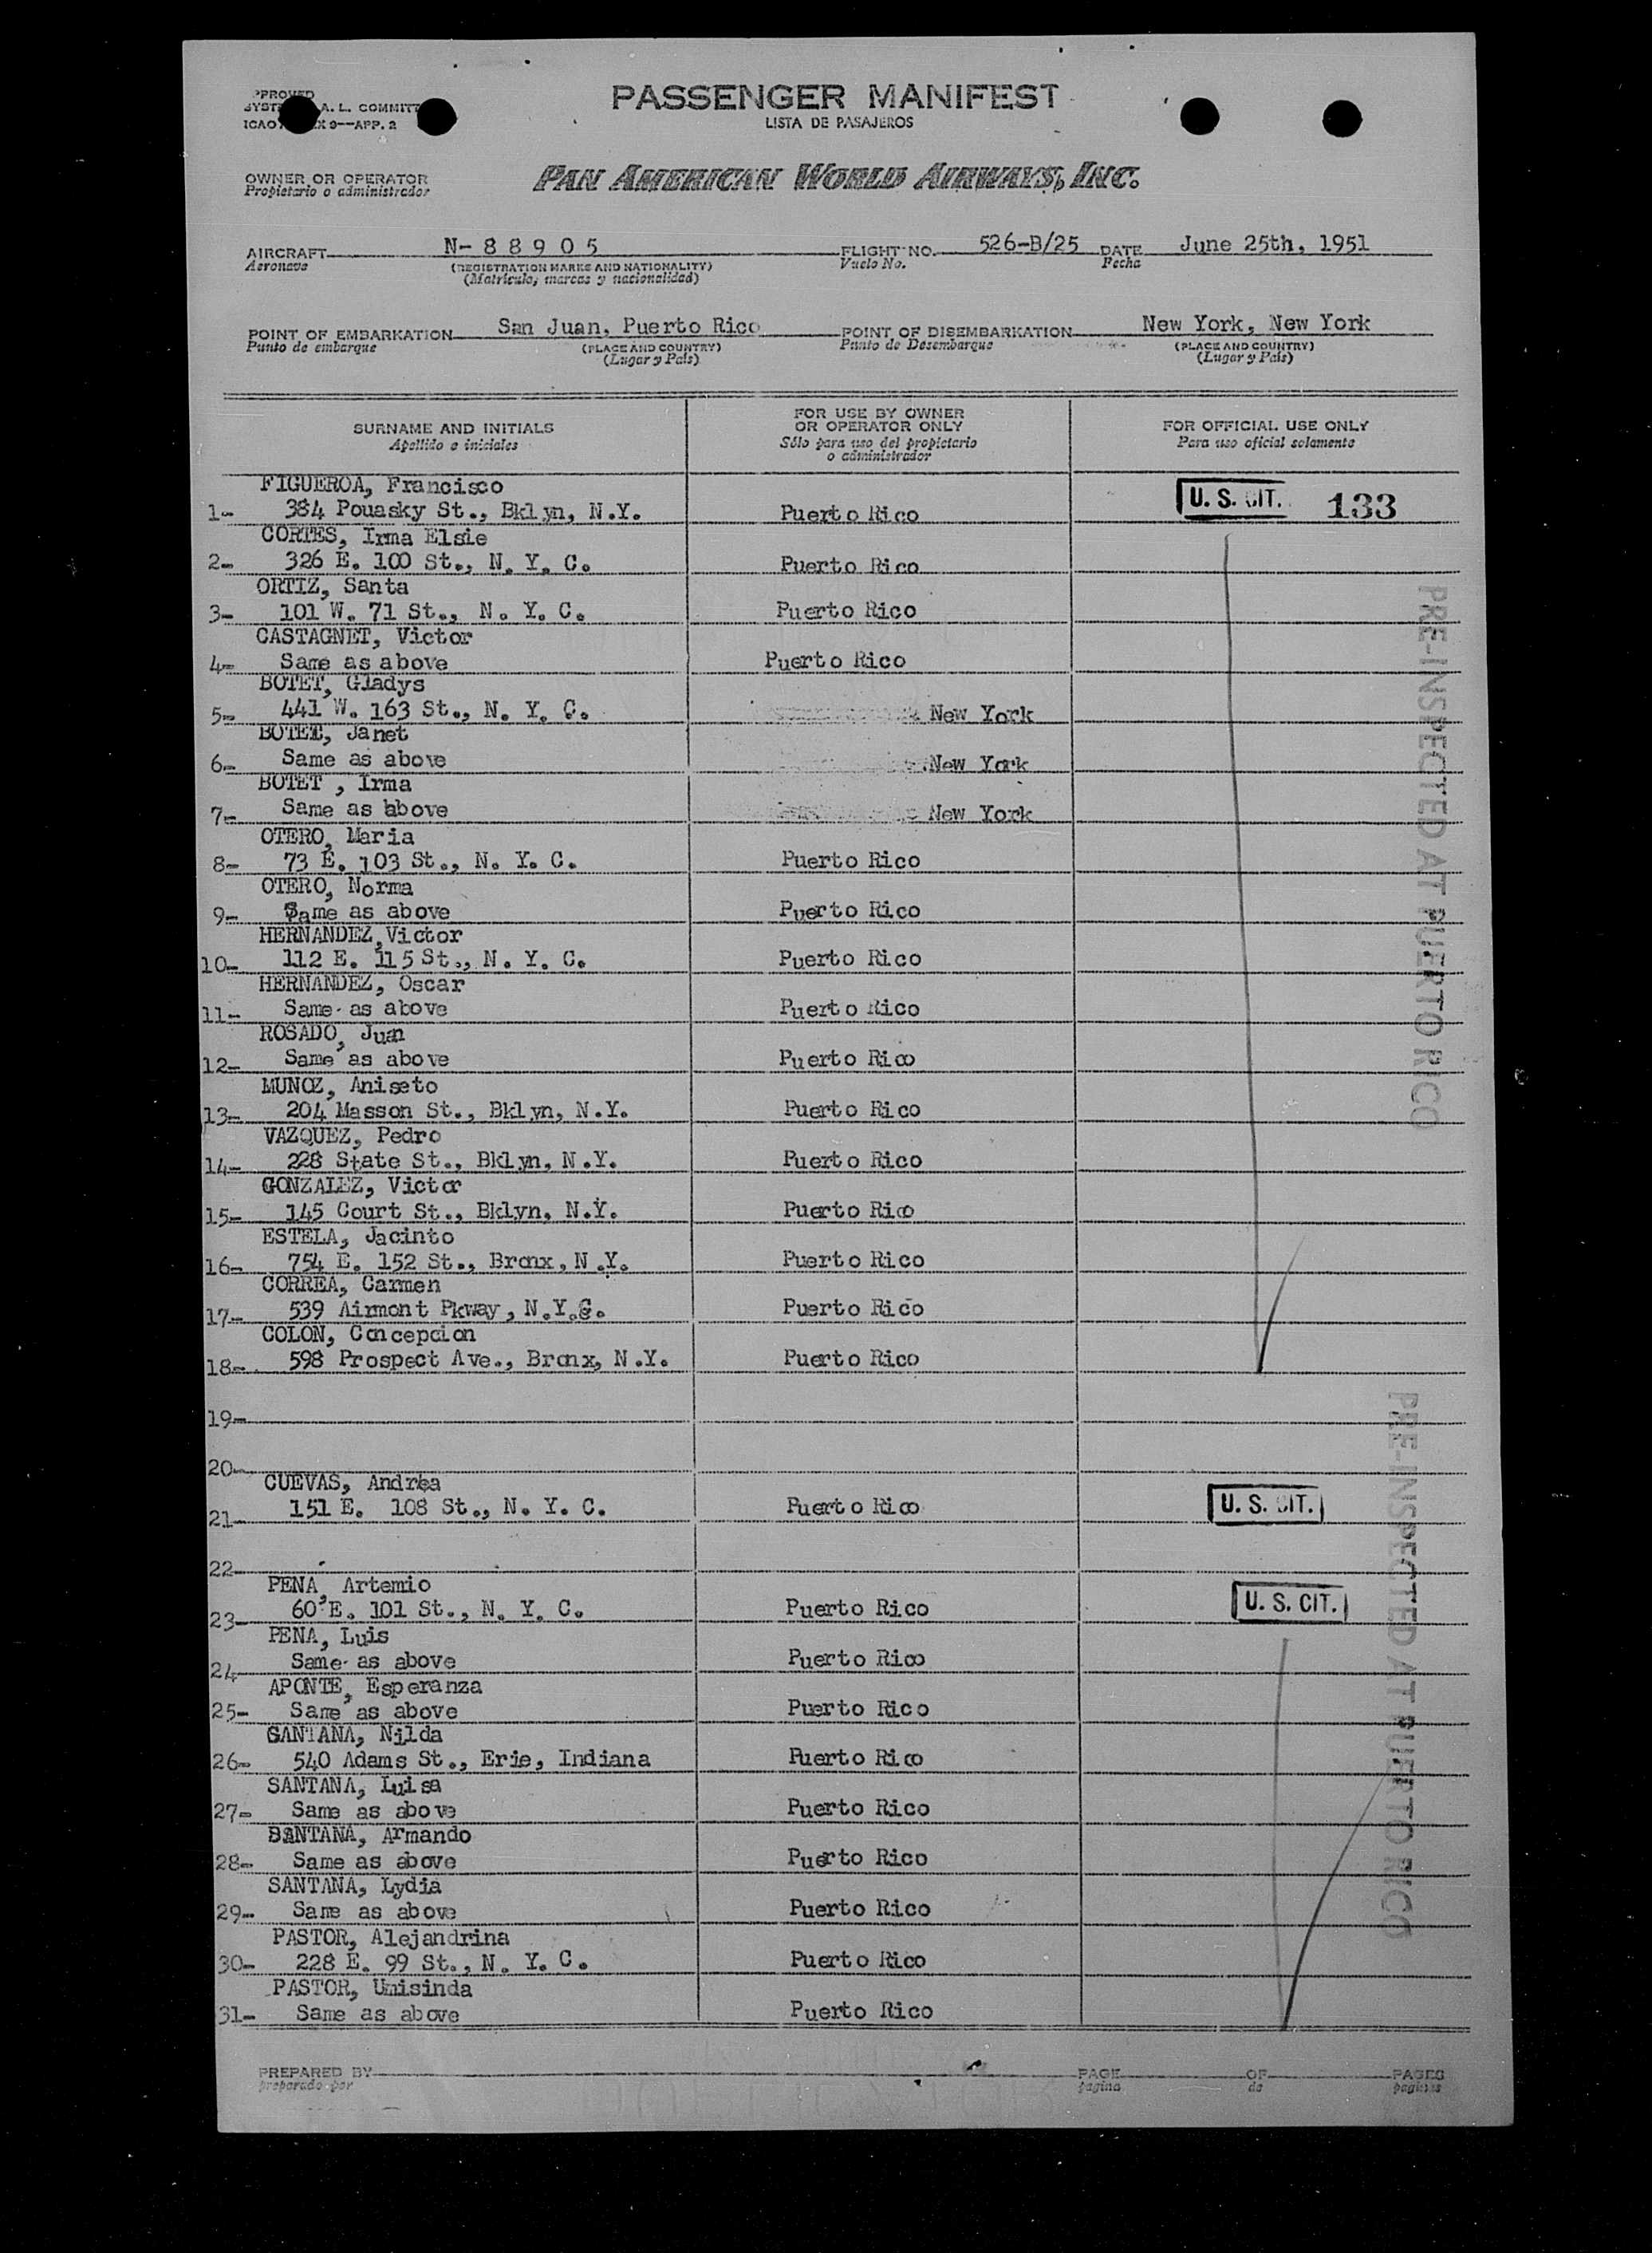 PASSENGER MANIFEST
LISTA DE PASAJEROS
PPROVED
A. L. COMMITT
ICAO 9—APP. 2
OWNER OR OPERATOR
Propietario o administrador
PAN AMERICAN WORLD AIRWAYS, INC.
AIRCRAFT N- 8 8 9 0 5 FLIGHT NO. 526-B/25 DATE June 25th, 1951
Aeronave (REGISTRATION MARKS AND NATIONALITY) Vuelo No. Fecha
(Matrícula, marcas y nacionalidad)
POINT OF EMBARKATION San Juan, Puerto Rico POINT OF DISEMBARKATION New York, New York
Punto de embarque (PLACE AND COUNTRY) Punto de Desembarque (PLACE AND COUNTRY)
(Lugar y País) (Lugar y País)
SURNAME AND INITIALS
Apellido e iniciales
FOR USE BY OWNER
OR OPERATOR ONLY
Sólo para uso del propietario
o administrador
FOR OFFICIAL USE ONLY
Para uso oficial solamente
FIGUEROA, Francisco
1- 384 Pouasky St., Bklyn, N.Y. Puerto Rico U. S. CIT. 133
CORTES, Irma Elsie
2- 326 E. 100 St., N. Y. C. Puerto Rico
ORTIZ, Santa
3- 101 W. 71 St., N. Y. C. Puerto Rico
CASTAGNET, Victor
4- Same as above Puerto Rico
BOTET, Gladys
5- 441 W. 163 St., N. Y. C. New York
BOTET, Janet
6- Same as above New York
BOTET , Irma
7- Same as above New York
OTERO, Maria
8- 73 E. 103 St., N. Y. C. Puerto Rico
OTERO, Norma
9- Same as above Puerto Rico
HERNANDEZ,Victor
10- 112 E. 115 St., N. Y. C. Puerto Rico
HERNANDEZ, Oscar
11- Same as above Puerto Rico
ROSADO, Juan
12- Same as above Puerto Rico
MUNOZ, Aniseto
13- 204 Masson St., Bklyn, N.Y. Puerto Rico
VAZQUEZ, Pedro
14- 228 State St., Bklyn, N.Y. Puerto Rico
GONZALEZ, Victor
15- 145 Court St., Bklyn, N.Y. Puerto Rico
ESTELA, Jacinto
16- 754 E. 152 St., Bronx, N.Y. Puerto Rico
CORREA, Carmen
17- 539 Airmont Pkway, N.Y.C. Puerto Rico
COLON, Concepcion
18- 598 Prospect Ave., Bronx, N.Y. Puerto Rico
PRE-INSPECTED AT PUERTO RICO
19-
20-
CUEVAS, Andrea
21- 151 E. 108 St., N. Y. C. Puerto Rico U. S. CIT.
22-
PENA, Artemio
23- 60 E. 101 St., N. Y. C. Puerto Rico U. S. CIT.
PENA, Luis
24- Same as above Puerto Rico
APONTE, Esperanza
25- Same as above Puerto Rico
SANTANA, Nilda
26- 540 Adams St., Erie, Indiana Puerto Rico
SANTANA, Luisa
27- Same as above Puerto Rico
SANTANA, Armando
28- Same as above Puerto Rico
SANTANA, Lydia
29- Same as above Puerto Rico
PASTOR, Alejandrina
30- 228 E. 99 St., N. Y. C. Puerto Rico
PASTOR, Unisinda
31- Same as above Puerto Rico
PRE-INSPECTED AT PUERTO RICO
PREPARED BY PAGE OF PAGES
preparado por pagina de paginas